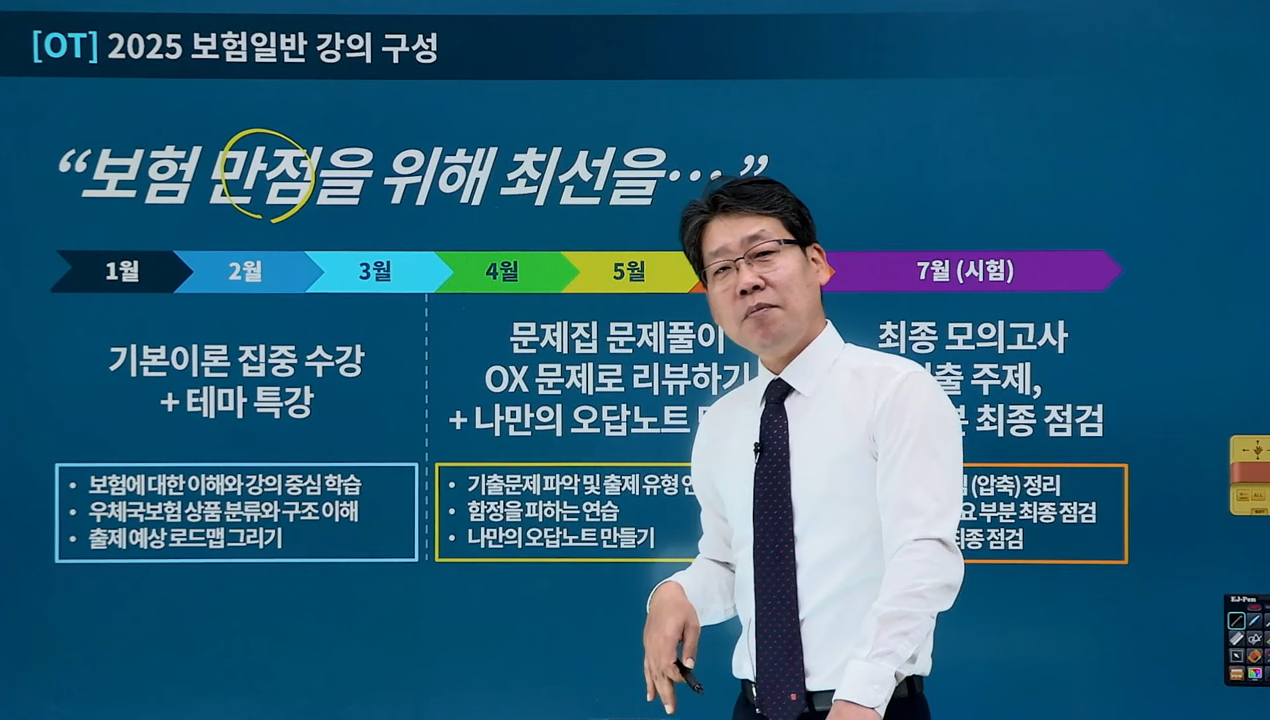 [OT] 2025 보험일반 강의 구성
“보험 만점을 위해 최선을…”
1월 2월 3월 4월 5월 7월 (시험)
기본이론 집중 수강
+ 테마 특강
• 보험에 대한 이해와 강의 중심 학습
• 우체국보험 상품 분류와 구조 이해
• 출제 예상 로드맵 그리기
문제집 문제풀이
OX 문제로 리뷰하기
+ 나만의 오답노트
• 기출문제 파악 및 출제 유형
• 함정을 피하는 연습
• 나만의 오답노트 만들기
최종 모의고사
주제,
최종 점검
(압축) 정리
부분 최종 점검
최종 점검
ALL
EJ-Pen